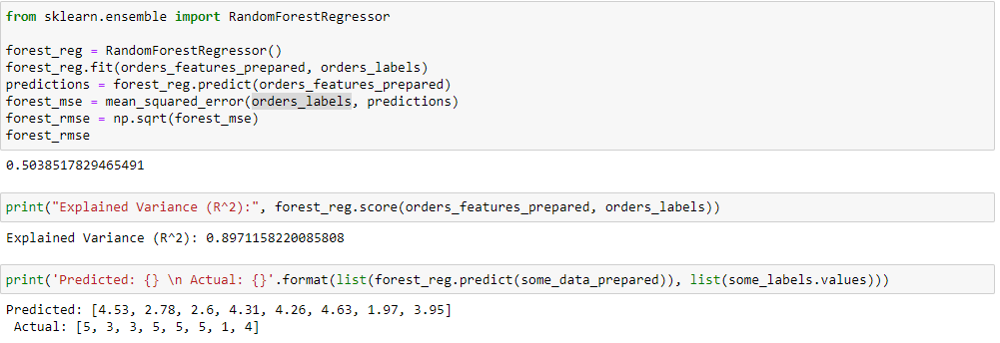 from sklearn.ensemble import RandomForestRegressor
forest_reg = RandomForestRegressor()
forest_reg.fit(orders_features_prepared, orders_labels)
predictions = forest_reg.predict(orders_features_prepared)
forest_mse = mean_squared_error(orders_labels, predictions)
forest_rmse = np.sqrt(forest_mse)
forest_rmse
0.5038517829465491
print("Explained Variance (R^2):", forest_reg.score(orders_features_prepared, orders_labels))
Explained Variance (R^2): 0.8971158220085808
print('Predicted: {} \n Actual: {}'.format(list(forest_reg.predict(some_data_prepared)), list(some_labels.values)))
Predicted: [4.53, 2.78, 2.6, 4.31, 4.26, 4.63, 1.97, 3.95]
Actual: [5, 3, 3, 5, 5, 5, 1, 4]